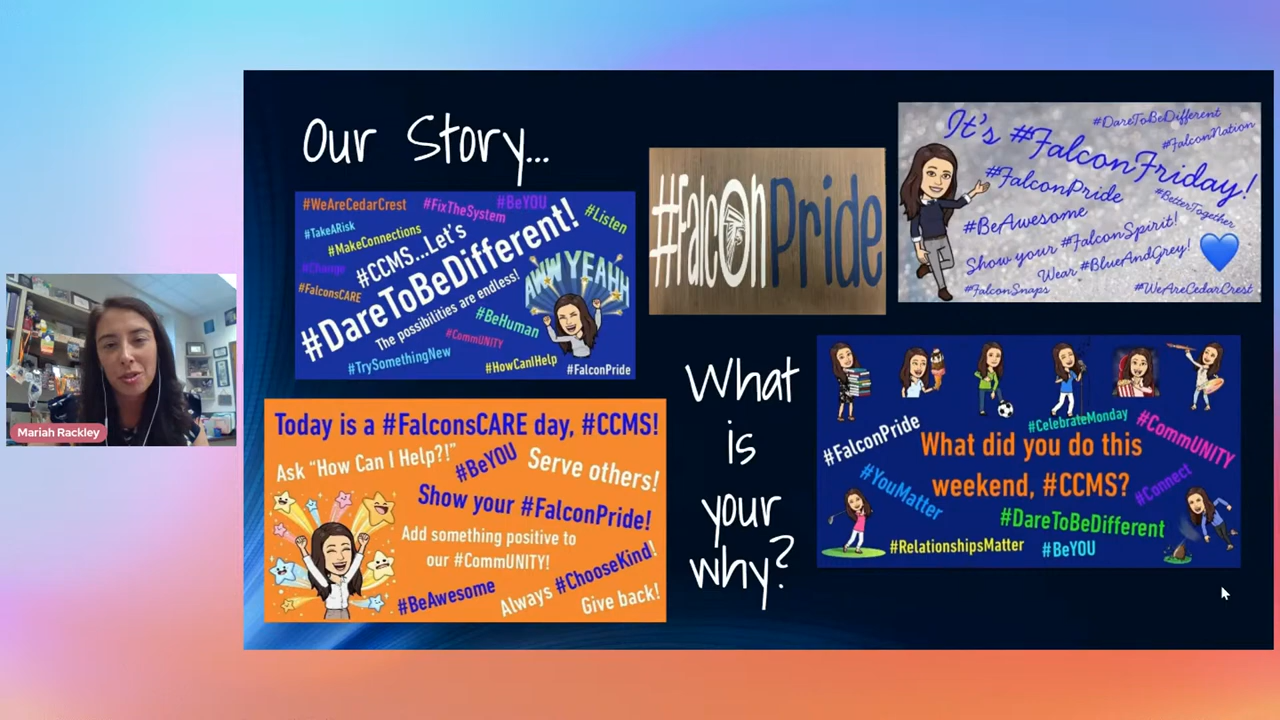 Our Story...
#WeAreCedarCrest
#FixTheSystem
#BeYOU
#Listen
#TakeARisk
#MakeConnections
#Change
#CCMS...Let's
#FalconsCARE
#DareToBeDifferent!
The possibilities are endless!
AWW YEAHH
#BeHuman
#CommUNITY
#TrySomethingNew
#HowCanIHelp
#FalconPride
#FalconPride
It's #FalconFriday!
#DareToBeDifferent
#FalconNation
#FalconPride
#BetterTogether
#BeAwesome
Show your #FalconSpirit!
Wear #BlueAndGrey!
#FalconSnaps
#WeAreCedarCrest
Today is a #FalconsCARE day, #CCMS!
Ask "How Can I Help?!"
#BeYOU
Serve others!
Show your #FalconPride!
Add something positive to
our #CommUNITY!
#BeAwesome
Always #ChooseKind!
Give back!
What
is
your
why?
#FalconPride
#CelebrateMonday
#CommUNITY
What did you do this
weekend, #CCMS?
#YouMatter
#Connect
#DareToBeDifferent
#RelationshipsMatter
#BeYOU
Mariah Rackley